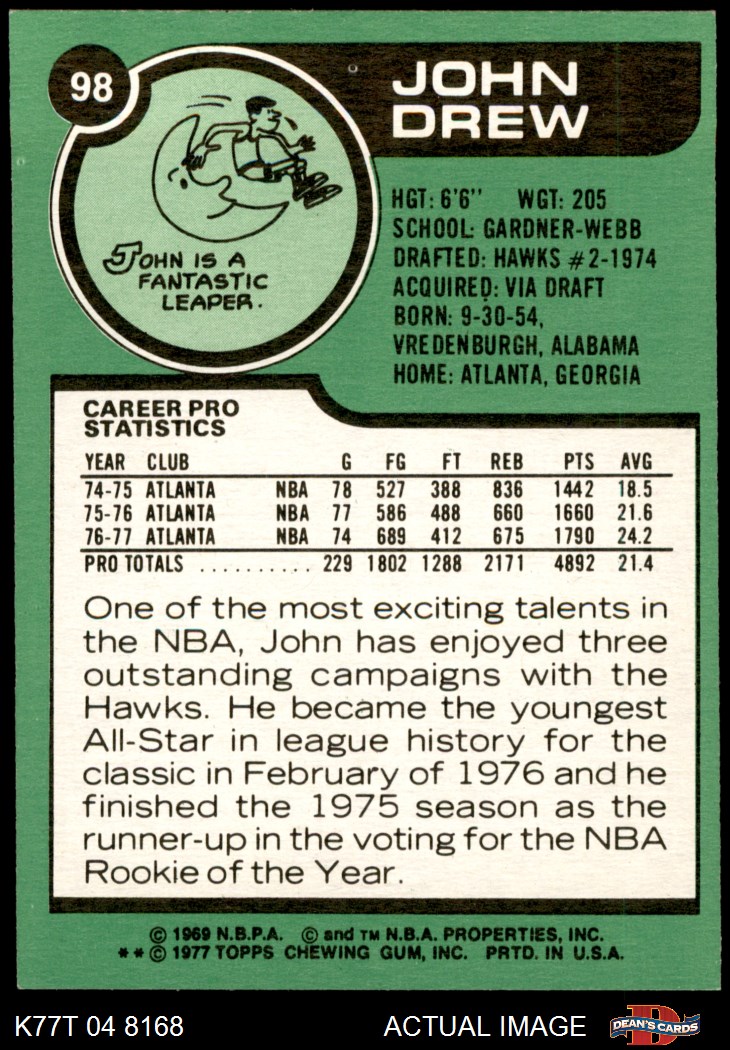 98
JOHN
DREW
JOHN IS A
FANTASTIC
LEAPER.
HGT: 6'6" WGT: 205
SCHOOL: GARDNER-WEBB
DRAFTED: HAWKS #2-1974
ACQUIRED: VIA DRAFT
BORN: 9-30-54,
VREDENBURGH, ALABAMA
HOME: ATLANTA, GEORGIA
CAREER PRO
STATISTICS
YEAR CLUB G FG FT REB PTS AVG
74-75 ATLANTA NBA 78 527 388 836 1442 18.5
75-76 ATLANTA NBA 77 586 488 660 1660 21.6
76-77 ATLANTA NBA 74 689 412 675 1790 24.2
PRO TOTALS .......... 229 1802 1288 2171 4892 21.4
One of the most exciting talents in
the NBA, John has enjoyed three
outstanding campaigns with the
Hawks. He became the youngest
All-Star in league history for the
classic in February of 1976 and he
finished the 1975 season as the
runner-up in the voting for the NBA
Rookie of the Year.
© 1969 N.B.P.A. © and TM N.B.A. PROPERTIES, INC.
**© 1977 TOPPS CHEWING GUM, INC. PRTD. IN U.S.A.
K77T 04 8168 ACTUAL IMAGE
D
DEAN'S CARDS